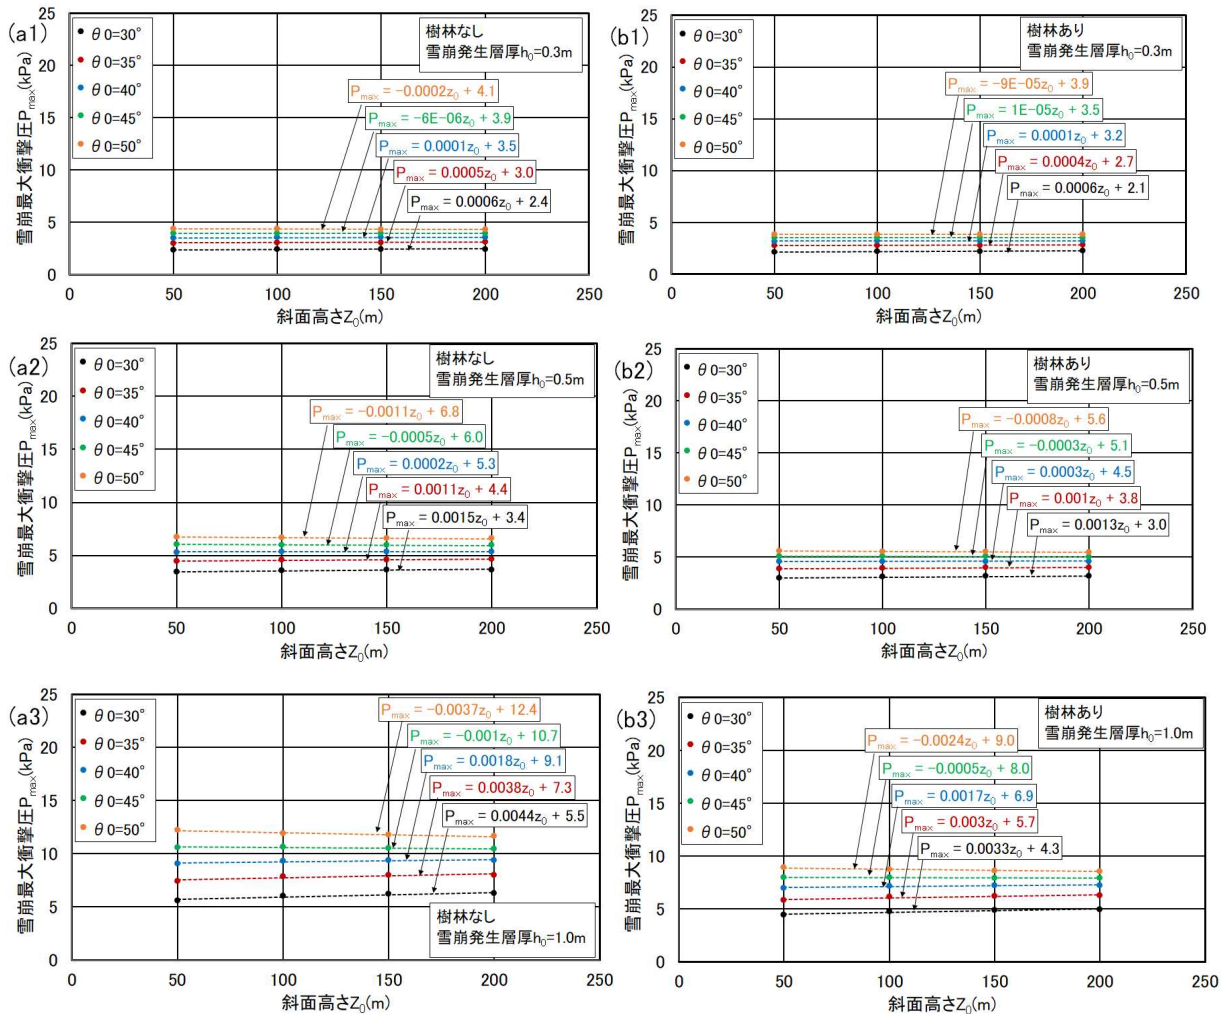 (a1)
雪崩最大衝撃圧Pmax(kPa)
25
20
15
10
5
0
θ0=30°
θ0=35°
θ0=40°
θ0=45°
θ0=50°
樹林なし
雪崩発生層厚h0=0.3m
Pmax = -0.0002z0 + 4.1
Pmax = -6E-06z0 + 3.9
Pmax = 0.0001z0 + 3.5
Pmax = 0.0005z0 + 3.0
Pmax = 0.0006z0 + 2.4
0 50 100 150 200 250
斜面高さZ0(m)
(b1)
雪崩最大衝撃圧Pmax(kPa)
25
20
15
10
5
0
θ0=30°
θ0=35°
θ0=40°
θ0=45°
θ0=50°
樹林あり
雪崩発生層厚h0=0.3m
Pmax = -9E-05z0 + 3.9
Pmax = 1E-05z0 + 3.5
Pmax = 0.0001z0 + 3.2
Pmax = 0.0004z0 + 2.7
Pmax = 0.0006z0 + 2.1
0 50 100 150 200 250
斜面高さZ0(m)
(a2)
雪崩最大衝撃圧Pmax(kPa)
25
20
15
10
5
0
θ0=30°
θ0=35°
θ0=40°
θ0=45°
θ0=50°
樹林なし
雪崩発生層厚h0=0.5m
Pmax = -0.0011z0 + 6.8
Pmax = -0.0005z0 + 6.0
Pmax = 0.0002z0 + 5.3
Pmax = 0.0011z0 + 4.4
Pmax = 0.0015z0 + 3.4
0 50 100 150 200 250
斜面高さZ0(m)
(b2)
雪崩最大衝撃圧Pmax(kPa)
25
20
15
10
5
0
θ0=30°
θ0=35°
θ0=40°
θ0=45°
θ0=50°
樹林あり
雪崩発生層厚h0=0.5m
Pmax = -0.0008z0 + 5.6
Pmax = -0.0003z0 + 5.1
Pmax = 0.0003z0 + 4.5
Pmax = 0.001z0 + 3.8
Pmax = 0.0013z0 + 3.0
0 50 100 150 200 250
斜面高さZ0(m)
(a3)
雪崩最大衝撃圧Pmax(kPa)
25
20
15
10
5
0
θ0=30°
θ0=35°
θ0=40°
θ0=45°
θ0=50°
Pmax = -0.0037z0 + 12.4
Pmax = -0.001z0 + 10.7
Pmax = 0.0018z0 + 9.1
Pmax = 0.0038z0 + 7.3
Pmax = 0.0044z0 + 5.5
樹林なし
雪崩発生層厚h0=1.0m
0 50 100 150 200 250
斜面高さZ0(m)
(b3)
雪崩最大衝撃圧Pmax(kPa)
25
20
15
10
5
0
θ0=30°
θ0=35°
θ0=40°
θ0=45°
θ0=50°
樹林あり
雪崩発生層厚h0=1.0m
Pmax = -0.0024z0 + 9.0
Pmax = -0.0005z0 + 8.0
Pmax = 0.0017z0 + 6.9
Pmax = 0.003z0 + 5.7
Pmax = 0.0033z0 + 4.3
0 50 100 150 200 250
斜面高さZ0(m)